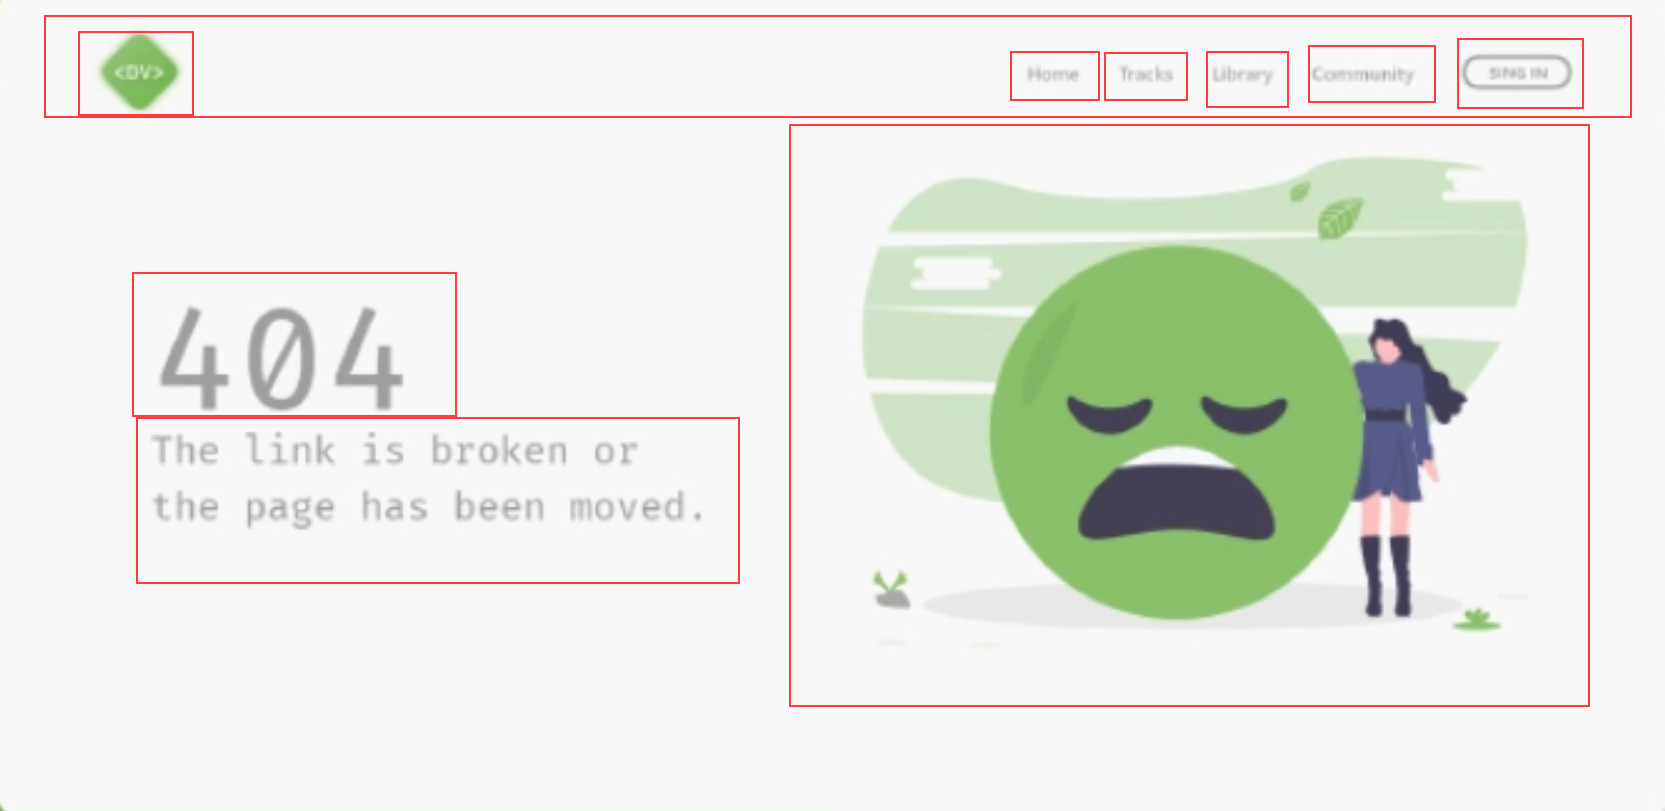 <DV>
Home
Tracks
Library
Community
SING IN
404
The link is broken or
the page has been moved.